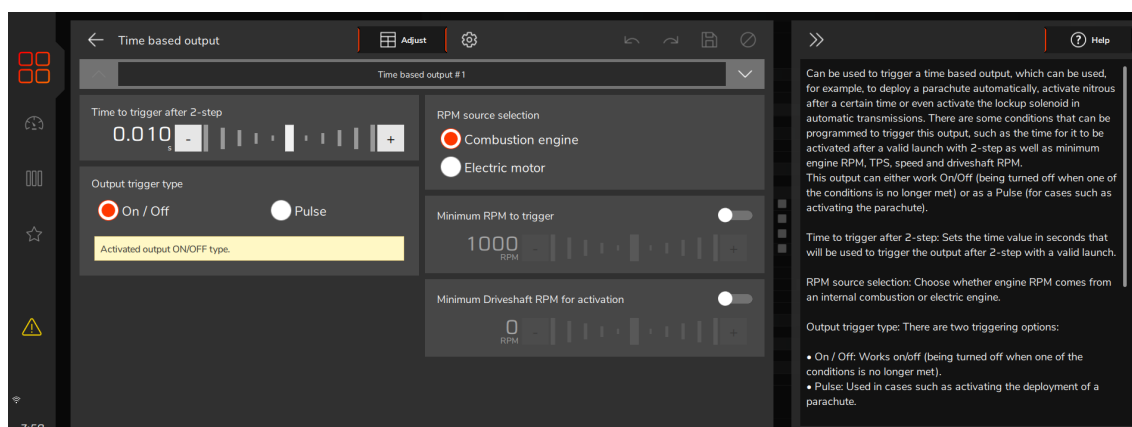 Time based output
Adjust
Help
Time based output #1
Time to trigger after 2-step
0.010
s
-
+
Output trigger type
On / Off
Pulse
Activated output ON/OFF type.
RPM source selection
Combustion engine
Electric motor
Minimum RPM to trigger
1000
RPM
-
+
Minimum Driveshaft RPM for activation
0
RPM
-
+
Can be used to trigger a time based output, which can be used,
for example, to deploy a parachute automatically, activate nitrous
after a certain time or even activate the lockup solenoid in
automatic transmissions. There are some conditions that can be
programmed to trigger this output, such as the time for it to be
activated after a valid launch with 2-step as well as minimum
engine RPM, TPS, speed and driveshaft RPM.
This output can either work On/Off (being turned off when one of
the conditions is no longer met) or as a Pulse (for cases such as
activating the parachute).
Time to trigger after 2-step: Sets the time value in seconds that
will be used to trigger the output after 2-step with a valid launch.
RPM source selection: Choose whether engine RPM comes from
an internal combustion or electric engine.
Output trigger type: There are two triggering options:
• On / Off: Works on/off (being turned off when one of the
conditions is no longer met).
• Pulse: Used in cases such as activating the deployment of a
parachute.